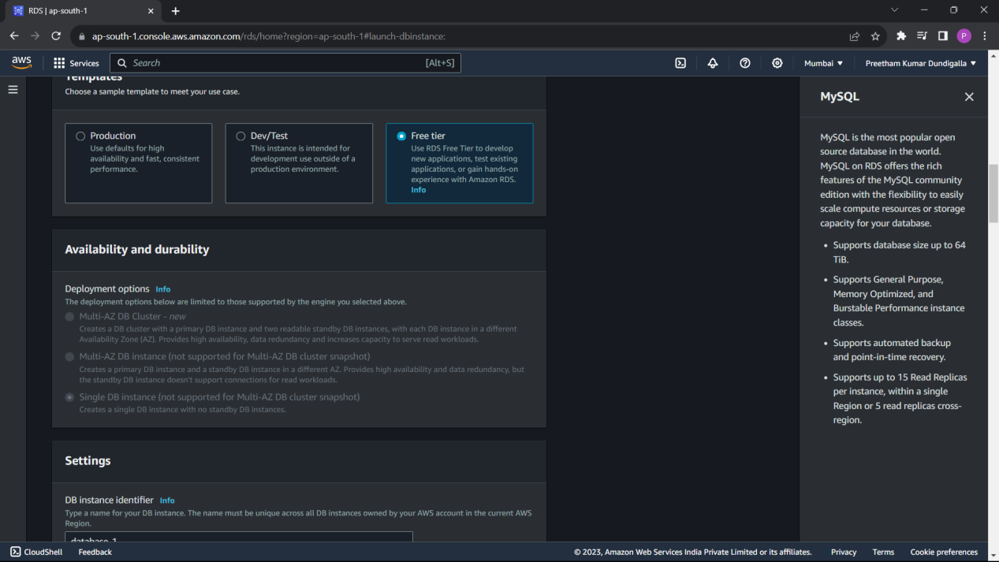 RDS | ap-south-1
ap-south-1.console.aws.amazon.com/rds/home?region=ap-south-1#launch-dbinstance:
P
aws
Services
Search
[Alt+S]
Mumbai
Preetham Kumar Dundigalla
Templates
Choose a sample template to meet your use case.
Production
Use defaults for high
availability and fast, consistent
performance.
Dev/Test
This instance is intended for
development use outside of a
production environment.
Free tier
Use RDS Free Tier to develop
new applications, test existing
applications, or gain hands-on
experience with Amazon RDS.
Info
Availability and durability
Deployment options Info
The deployment options below are limited to those supported by the engine you selected above.
Multi-AZ DB Cluster - new
Creates a DB cluster with a primary DB instance and two readable standby DB instances, with each DB instance in a different
Availability Zone (AZ). Provides high availability, data redundancy and increases capacity to serve read workloads.
Multi-AZ DB instance (not supported for Multi-AZ DB cluster snapshot)
Creates a primary DB instance and a standby DB instance in a different AZ. Provides high availability and data redundancy, but
the standby DB instance doesn't support connections for read workloads.
Single DB instance (not supported for Multi-AZ DB cluster snapshot)
Creates a single DB instance with no standby DB instances.
Settings
DB instance identifier Info
Type a name for your DB instance. The name must be unique across all DB instances owned by your AWS account in the current AWS
Region.
database-1
MySQL
MySQL is the most popular open
source database in the world.
MySQL on RDS offers the rich
features of the MySQL community
edition with the flexibility to easily
scale compute resources or storage
capacity for your database.
• Supports database size up to 64
TiB.
• Supports General Purpose,
Memory Optimized, and
Burstable Performance instance
classes.
• Supports automated backup
and point-in-time recovery.
• Supports up to 15 Read Replicas
per instance, within a single
Region or 5 read replicas cross-
region.
CloudShell
Feedback
© 2023, Amazon Web Services India Private Limited or its affiliates.
Privacy
Terms
Cookie preferences